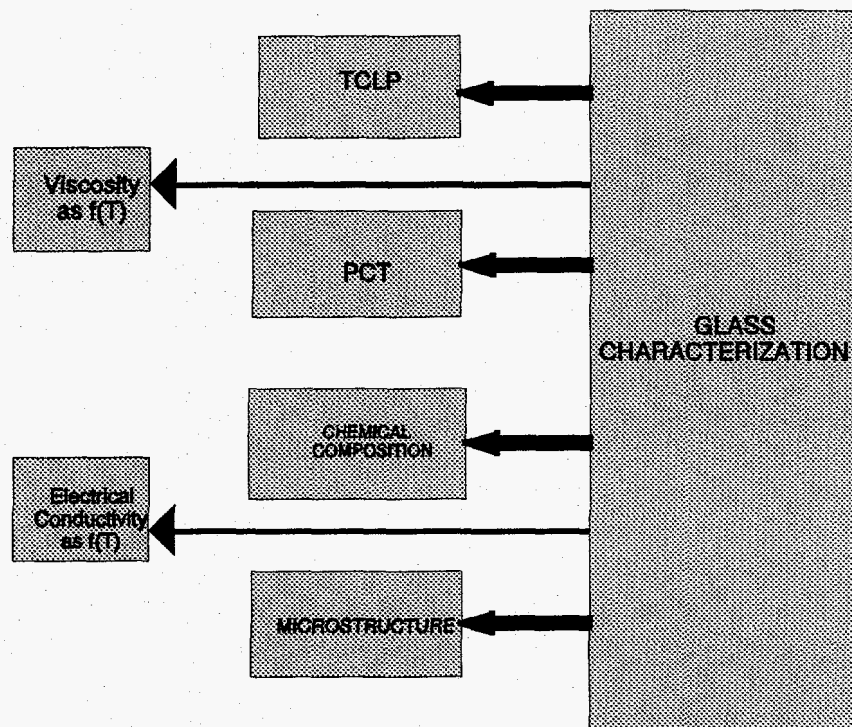 TCLP
Viscosity
as f(T)
PCT
GLASS
CHARACTERIZATION
CHEMICAL
COMPOSITION
Electrical
Conductivity
as f(T)
MICROSTRUCTURE